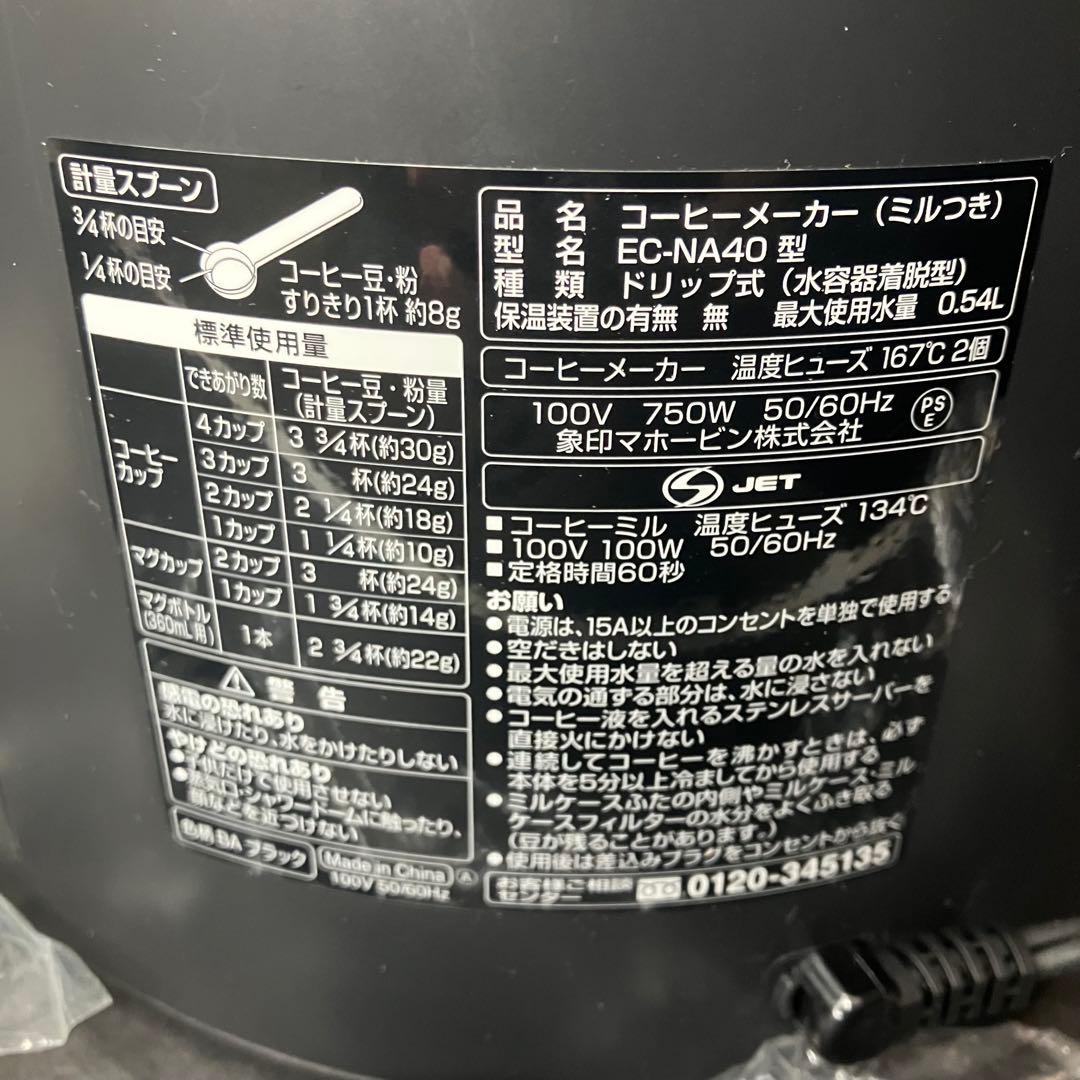 計量スプーン
3/4杯の目安
1/4杯の目安
コーヒー豆・粉
すりきり1杯 約8g
標準使用量
できあがり数 コーヒー豆・粉量
(計量スプーン)
コーヒー
カップ
4カップ 3 3/4杯(約30g)
3カップ 3 杯(約24g)
2カップ 2 1/4杯(約18g)
1カップ 1 1/4杯(約10g)
マグカップ 2カップ 3 杯(約24g)
1カップ 1 3/4杯(約14g)
マグボトル
(360mL用)
1本 2 3/4杯(約22g)
警告
感電の恐れあり
水に浸けたり、水をかけたりしない
やけどの恐れあり
●子供だけで使用させない
●蒸気口・シャワードームに触ったり、
顔などを近づけない
色柄 BA ブラック
Made in China
100V 50/60Hz
A
品名 コーヒーメーカー(ミルつき)
型名 EC-NA40 型
種類 ドリップ式(水容器着脱型)
保温装置の有無 無 最大使用水量 0.54L
コーヒーメーカー 温度ヒューズ 167℃ 2個
100V 750W 50/60Hz
PS
E
象印マホービン株式会社
JET
■コーヒーミル 温度ヒューズ 134℃
■100V 100W 50/60Hz
■定格時間60秒
お願い
●電源は、15A以上のコンセントを単独で使用する
●空だきはしない
●最大使用水量を超える量の水を入れない
●電気の通ずる部分は、水に浸さない
●コーヒー液を入れるステンレスサーバーを
直接火にかけない
●連続してコーヒーを沸かすときは、必ず
本体を5分以上冷ましてから使用する
●ミルケースふたの内側やミルケース・ミル
ケースフィルターの水分をよくふき取る
(豆が残ることがあります。)
●使用後は差込みプラグをコンセントから抜く
お客様ご相談
センター
0120-345135